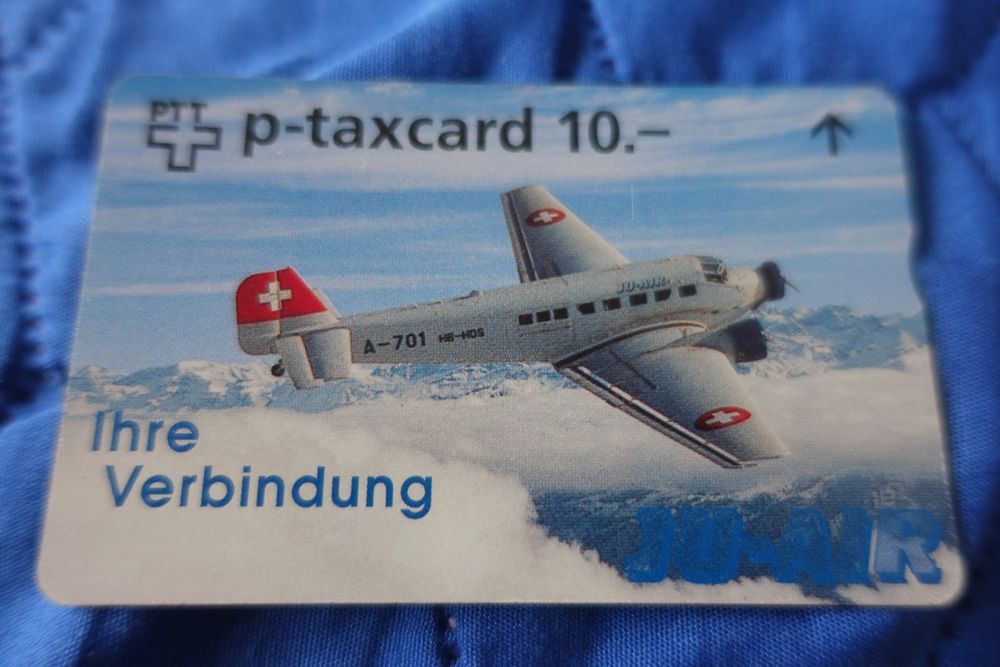 PTT
p-taxcard 10.–
JU-AIR
A-701 HB-HOS
Ihre
Verbindung
JU-AIR